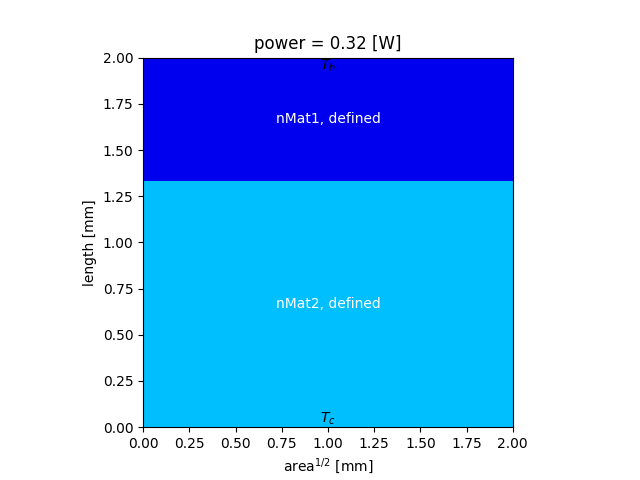 power = 0.32 [W]
2.00
1.75
1.50
1.25
1.00
0.75
0.50
0.25
0.00
length [mm]
nMat1, defined
nMat2, defined
T_c
0.00 0.25 0.50 0.75 1.00 1.25 1.50 1.75 2.00
area^{1/2} [mm]